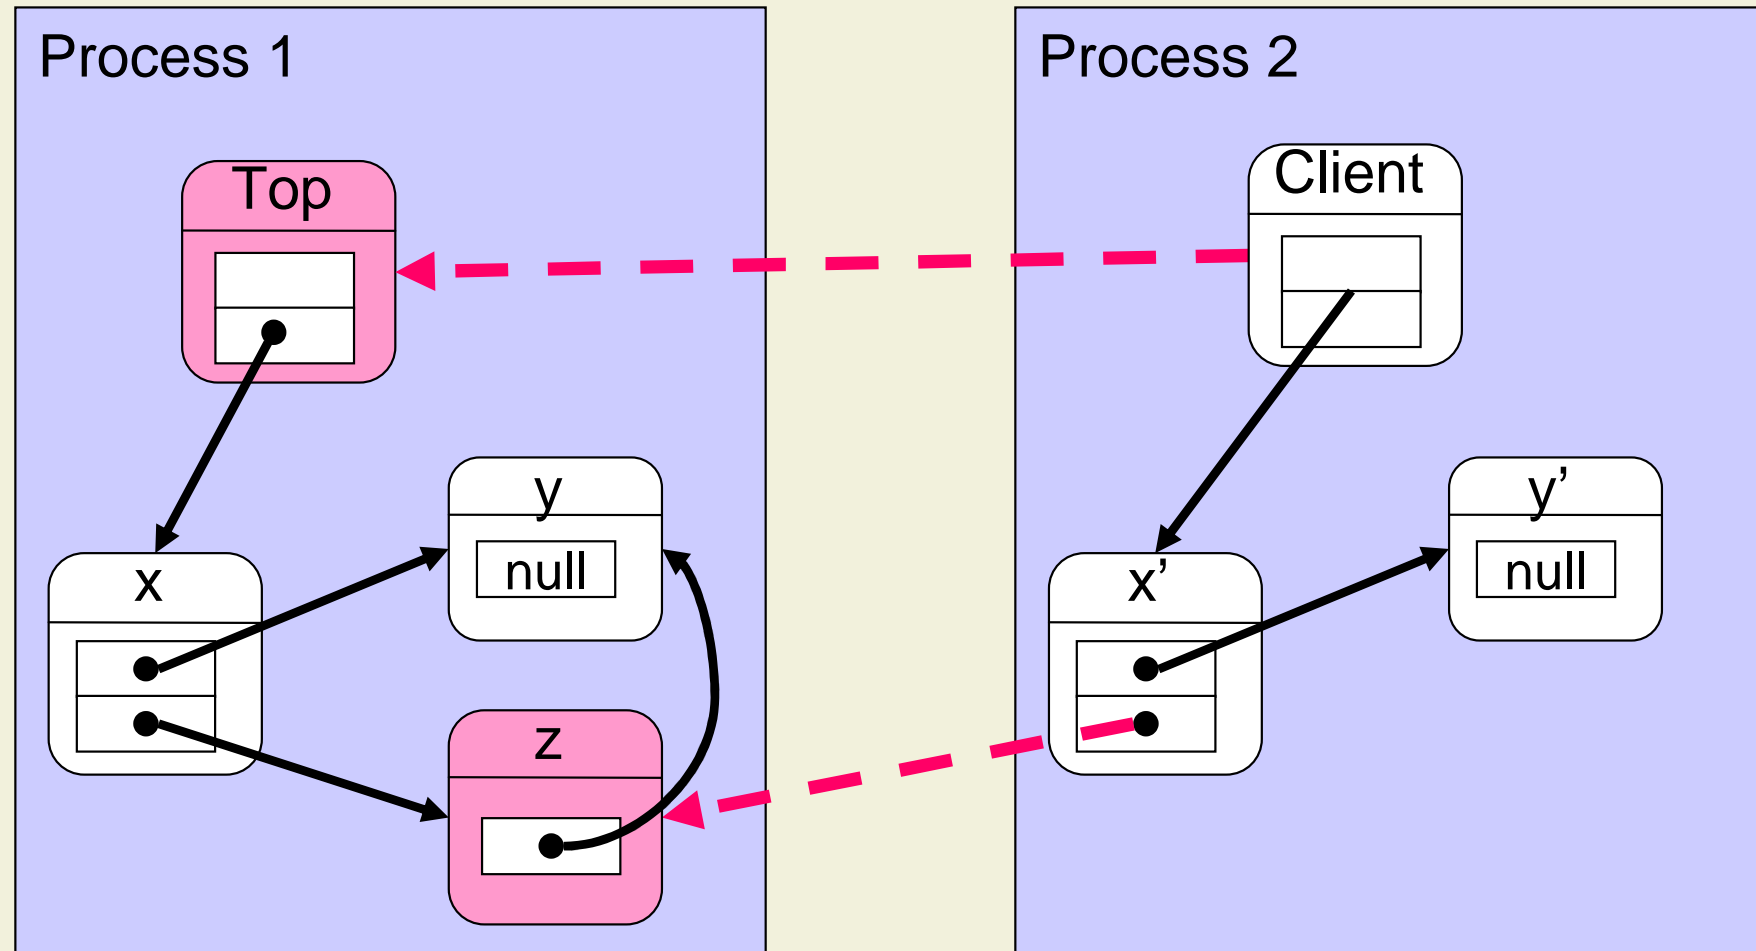 Process 1
Process 2
Top
Client
y
null
y’
null
x
x’
z